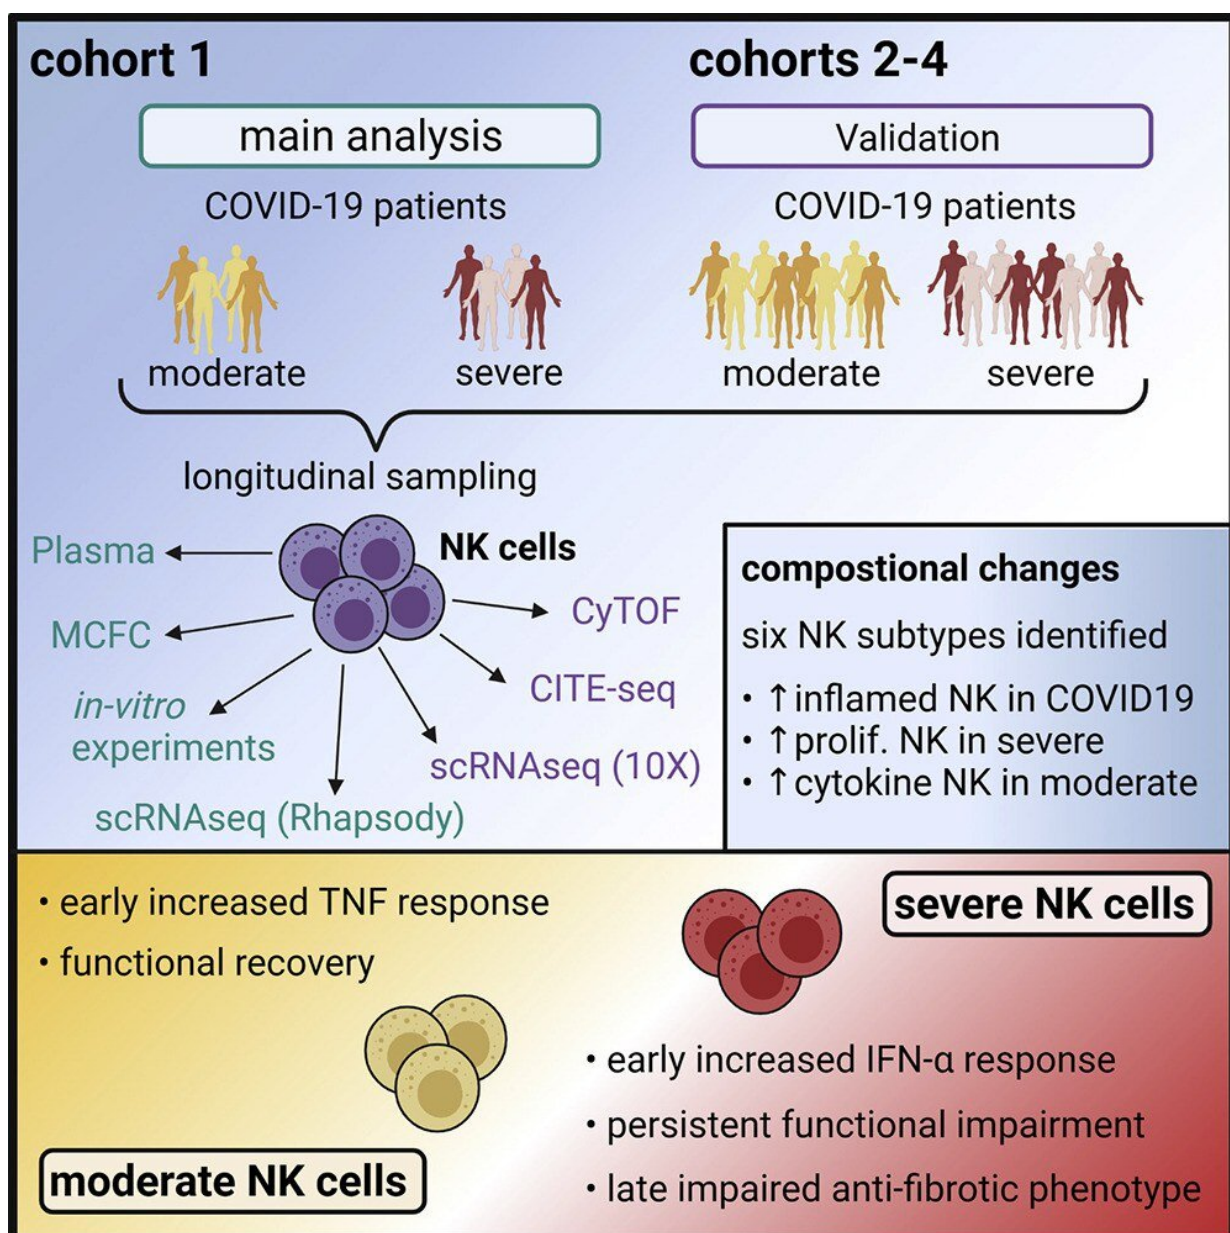 cohort 1
cohorts 2-4
main analysis
Validation
COVID-19 patients
COVID-19 patients
moderate
severe
moderate
severe
longitudinal sampling
NK cells
Plasma
MCFC
in-vitro
experiments
scRNAseq (Rhapsody)
scRNAseq (10X)
CITE-seq
CyTOF
compostional changes
six NK subtypes identified
• ↑inflamed NK in COVID19
• ↑prolif. NK in severe
• ↑cytokine NK in moderate
• early increased TNF response
• functional recovery
moderate NK cells
severe NK cells
• early increased IFN-α response
• persistent functional impairment
• late impaired anti-fibrotic phenotype